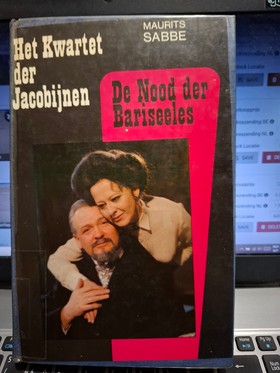 MAURITS
SABBE
Het Kwartet
der
Jacobijnen
De Nood der
Bariseeles